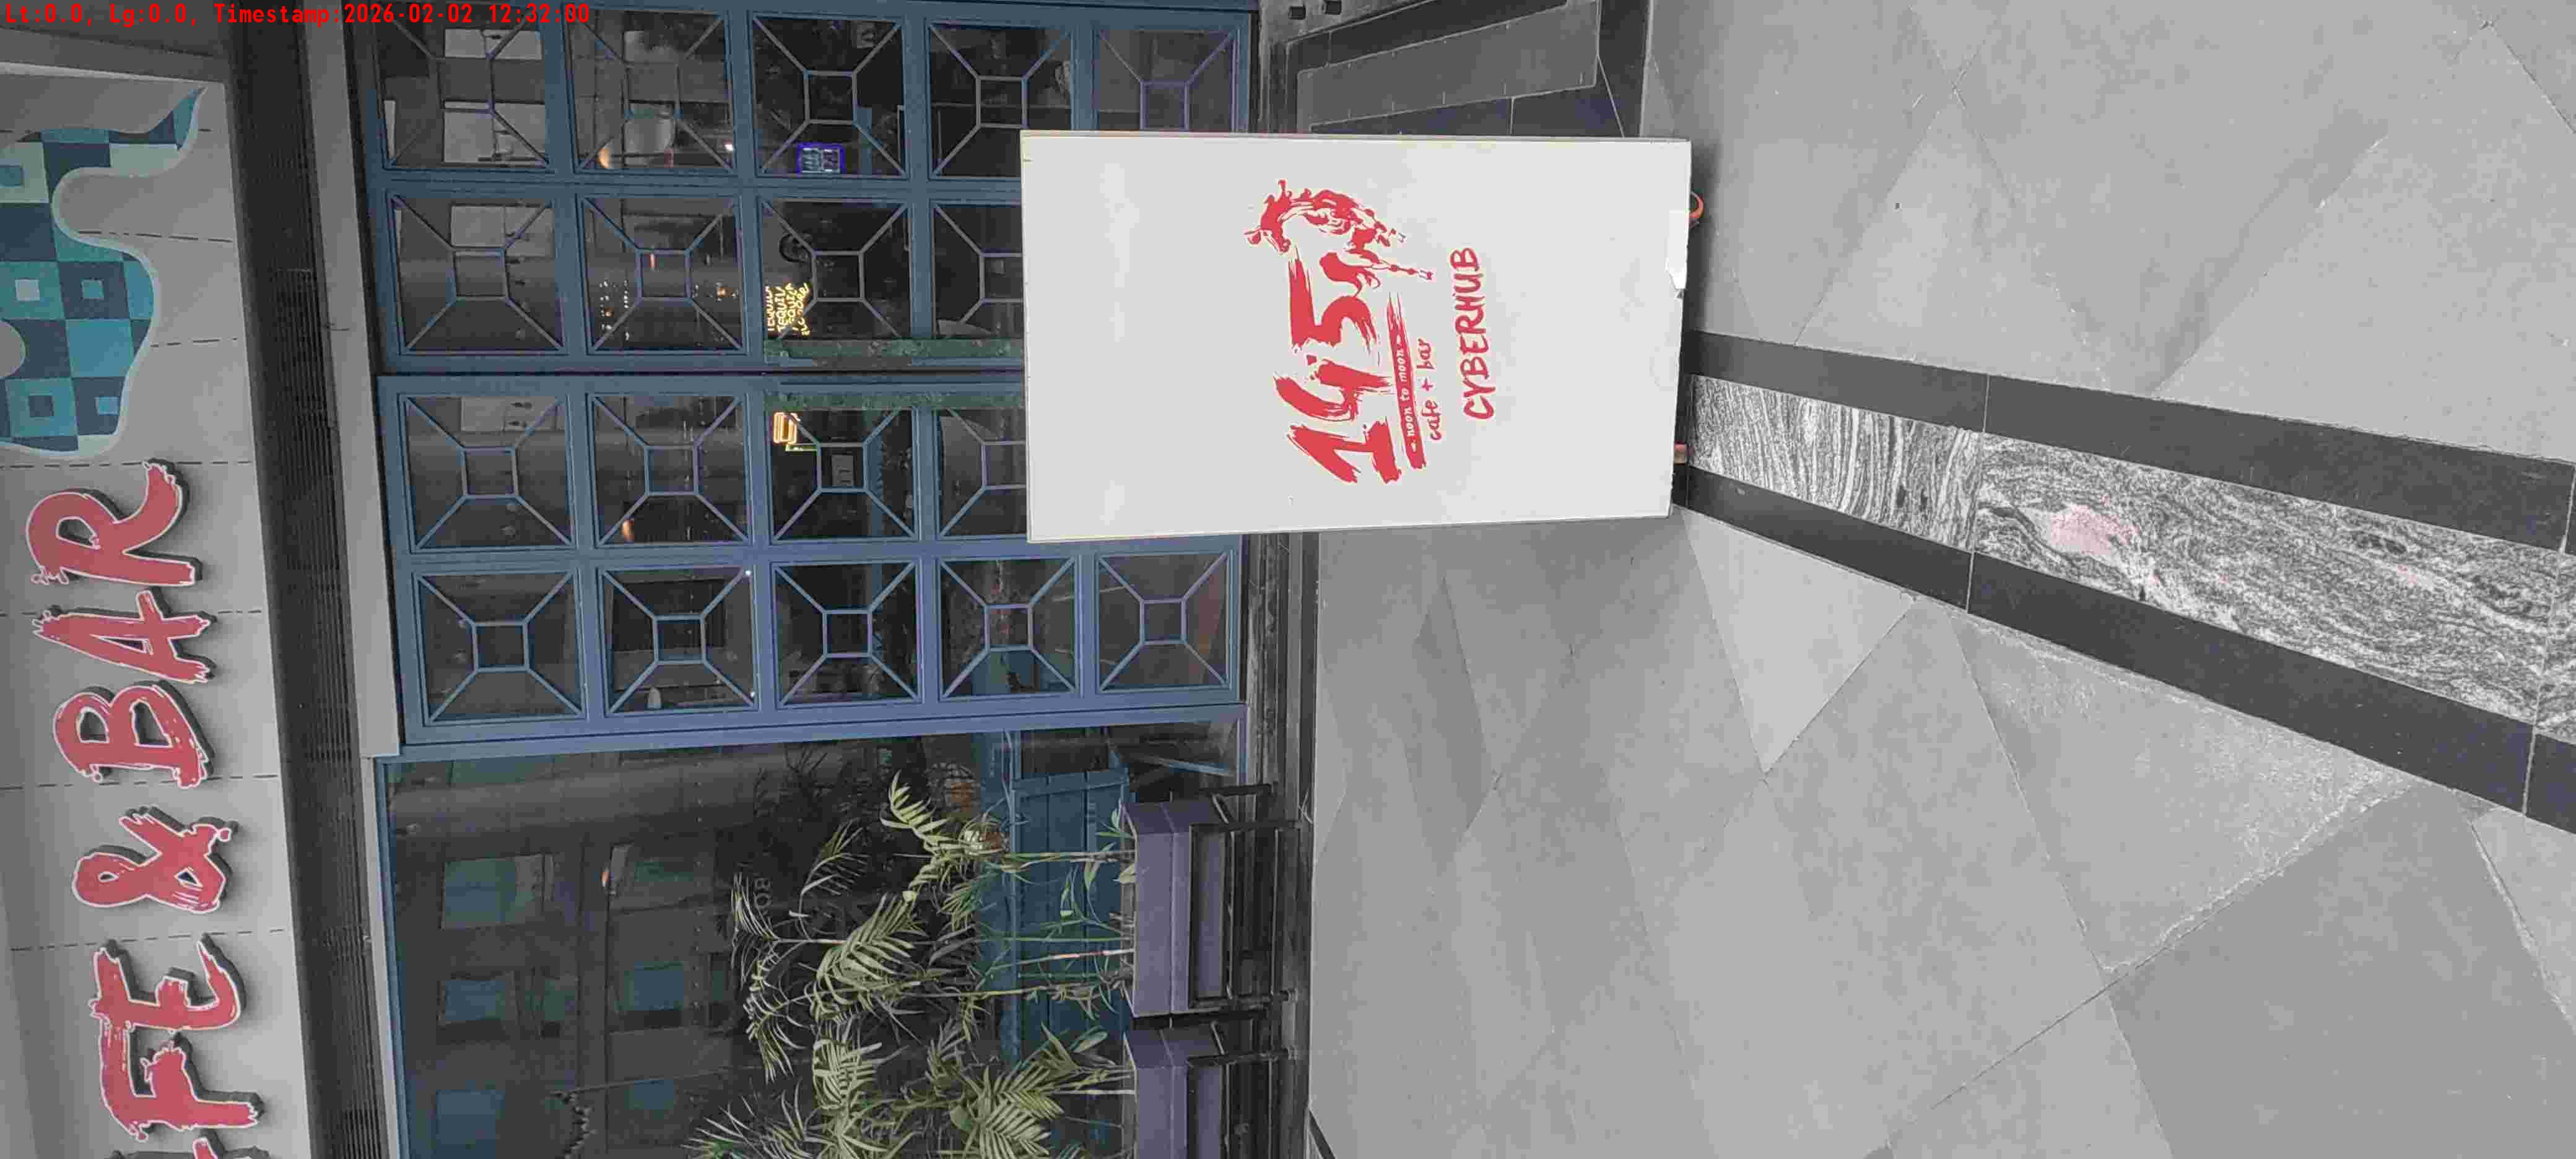 Lt:0.0, Lg:0.0, Timestamp:2026-02-02 12:32:00
FE & BAR
145
noon to moon
cafe + bar
CYBERHUB